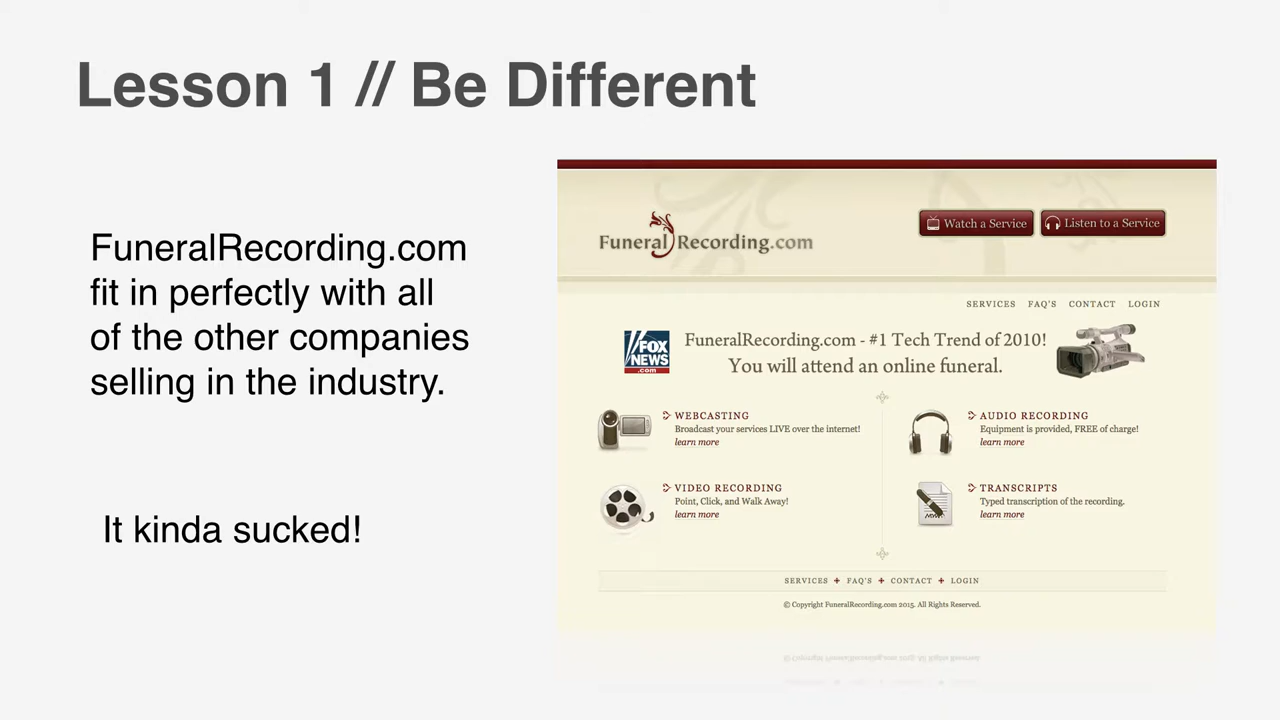 Lesson 1 // Be Different
FuneralRecording.com
fit in perfectly with all
of the other companies
selling in the industry.
It kinda sucked!
Funeral Recording.com
Watch a Service
Listen to a Service
SERVICES FAQ'S CONTACT LOGIN
FOX
NEWS
.com
FuneralRecording.com - #1 Tech Trend of 2010!
You will attend an online funeral.
WEBCASTING
Broadcast your services LIVE over the internet!
learn more
AUDIO RECORDING
Equipment is provided, FREE of charge!
learn more
VIDEO RECORDING
Point, Click, and Walk Away!
learn more
TRANSCRIPTS
Typed transcription of the recording.
learn more
SERVICES + FAQ'S + CONTACT + LOGIN
© Copyright FuneralRecording.com 2015. All Rights Reserved.